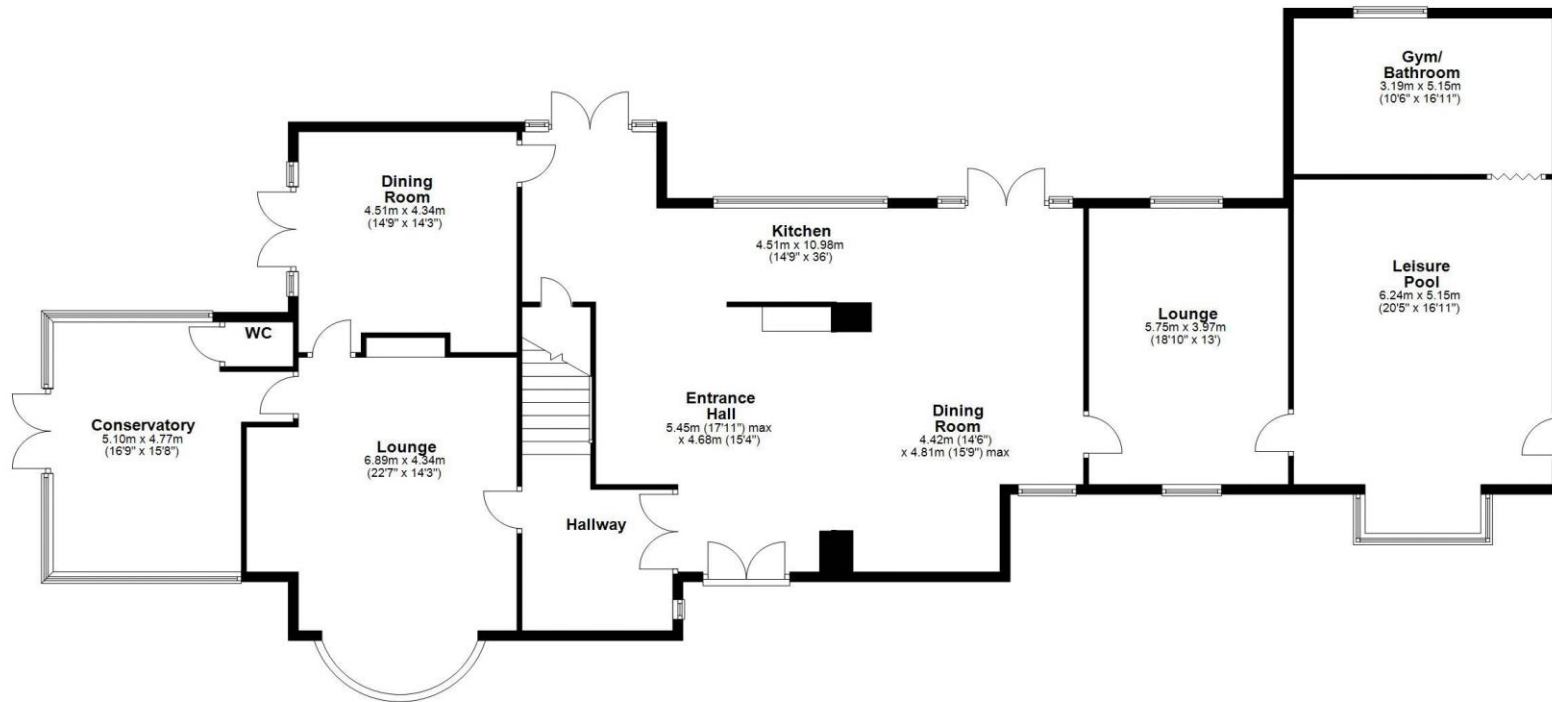 Gym/
Bathroom
3.19m x 5.15m
(10'6" x 16'11")
Dining
Room
4.51m x 4.34m
(14'9" x 14'3")
Kitchen
4.51m x 10.98m
(14'9" x 36')
Leisure
Pool
6.24m x 5.15m
(20'5" x 16'11")
Lounge
5.75m x 3.97m
(18'10" x 13')
WC
Conservatory
5.10m x 4.77m
(16'9" x 15'8")
Lounge
6.89m x 4.34m
(22'7" x 14'3")
Entrance
Hall
5.45m (17'11") max
x 4.68m (15'4")
Dining
Room
4.42m (14'6")
x 4.81m (15'9") max
Hallway